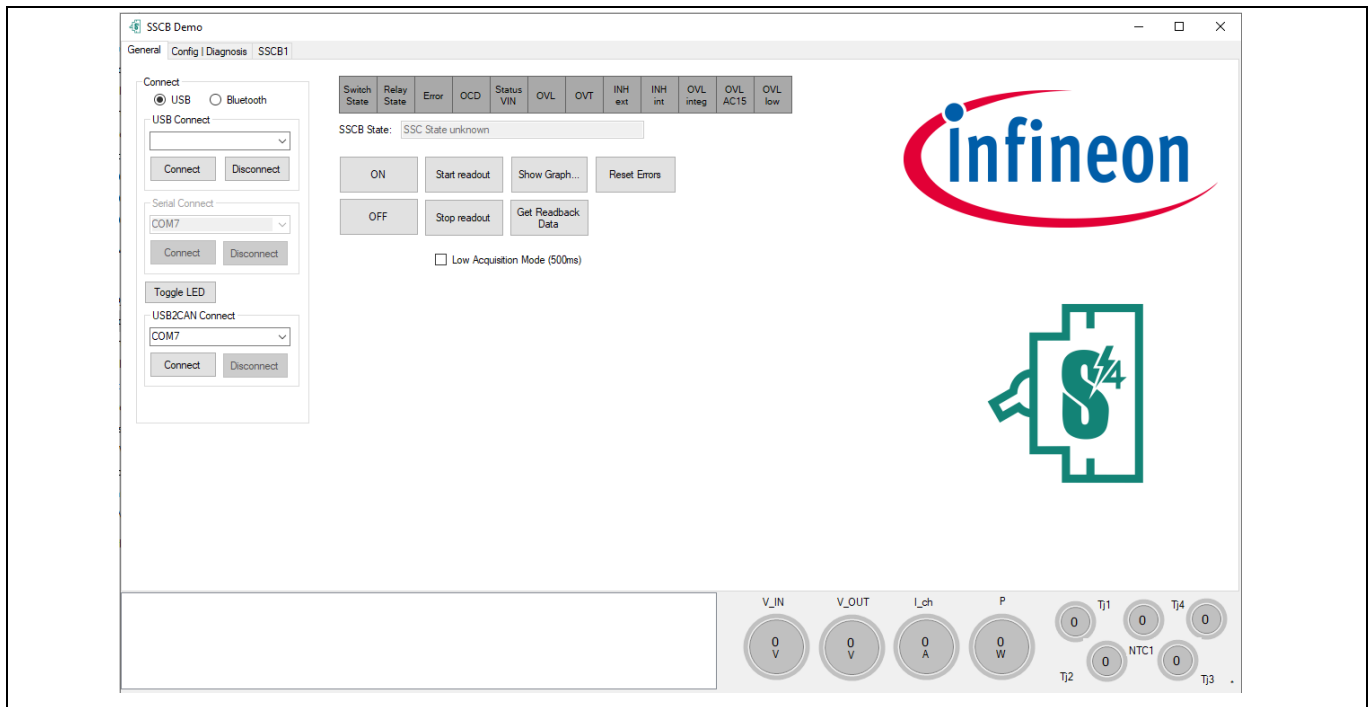 SSCB Demo
General Config | Diagnosis SSCB1
Connect
USB Bluetooth
USB Connect
Connect Disconnect
Serial Connect
COM7
Connect Disconnect
Toggle LED
USB2CAN Connect
COM7
Connect Disconnect
Switch State Relay State Error OCD Status VIN OVL OVT INH ext INH int OVL integ OVL AC15 OVL low
SSCB State: SSC State unknown
ON Start readout Show Graph... Reset Errors
OFF Stop readout Get Readback Data
Low Acquisition Mode (500ms)
infineon
S4
V_IN V_OUT I_ch P Tj1 Tj4
0 V 0 V 0 A 0 W 0 0 0
NTC1
0 0
Tj2 Tj3